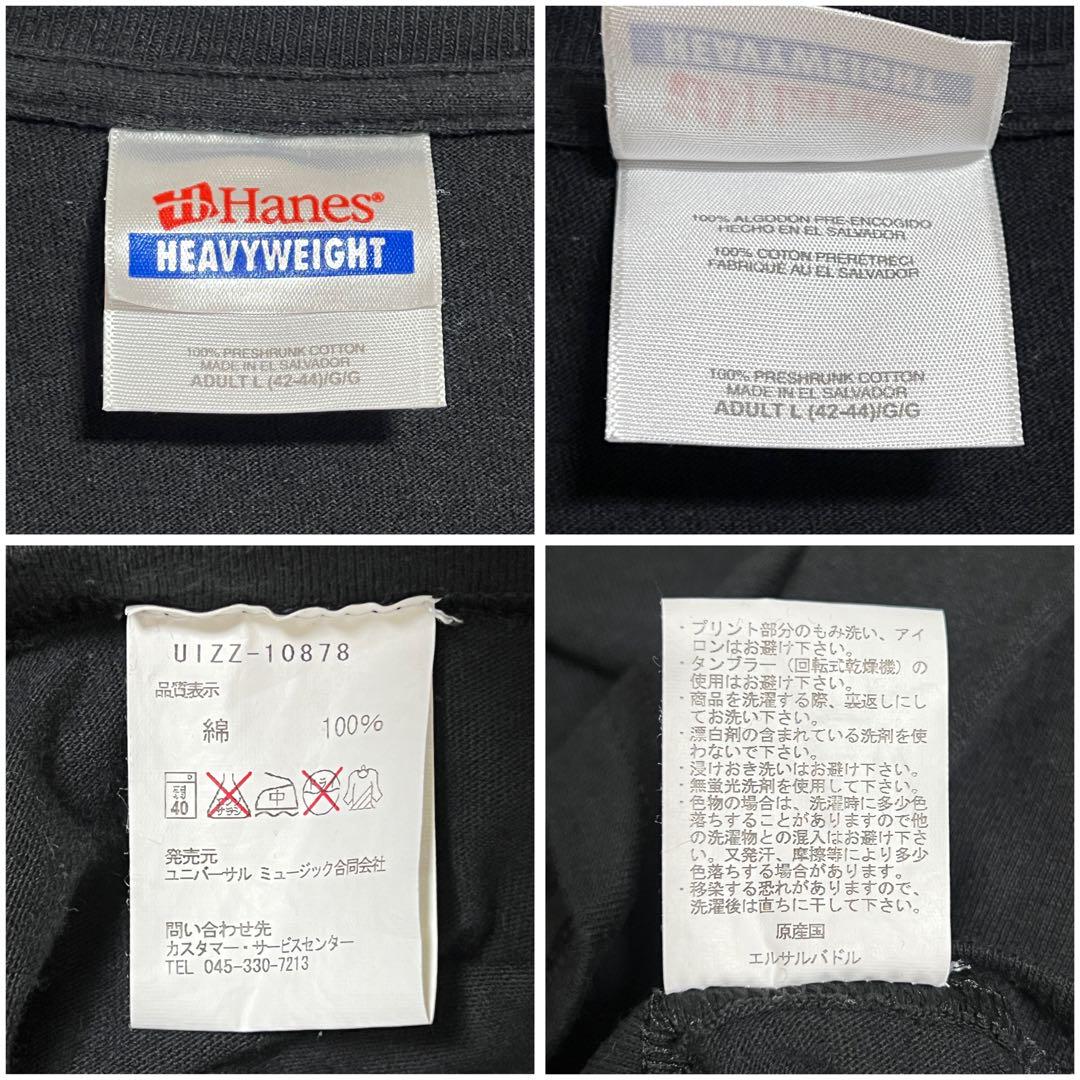 Hanes®
HEAVYWEIGHT
100% PRESHRUNK COTTON
MADE IN EL SALVADOR
ADULT L (42-44)/G/G
HEAVYWEIGHT
Hanes
100% ALGODON PRE-ENCOGIDO
HECHO EN EL SALVADOR
100% COTON PRERÉTRECI
FABRIQUÉ AU EL SALVADOR
100% PRESHRUNK COTTON
MADE IN EL SALVADOR
ADULT L (42-44)/G/G
UIZZ-10878
品質表示
綿 100%
40
エンソ
サラシ
中
ドライ
発売元
ユニバーサル ミュージック合同会社
問い合わせ先
カスタマー・サービスセンター
TEL 045-330-7213
・プリント部分のもみ洗い、アイ
ロンはお避け下さい。
・タンブラー（回転式乾燥機）の
使用はお避け下さい。
・商品を洗濯する際、裏返しにし
てお洗い下さい。
・漂白剤の含まれている洗剤を使
わないで下さい。
・浸けおき洗いはお避け下さい。
・無蛍光洗剤を使用して下さい。
・色物の場合は、洗濯時に多少色
落ちすることがありますので他
の洗濯物との混入はお避け下さ
い。又発汗、摩擦等により多少
色落ちする場合があります。
・移染する恐れがありますので、
洗濯後は直ちに干して下さい。
原産国
エルサルバドル